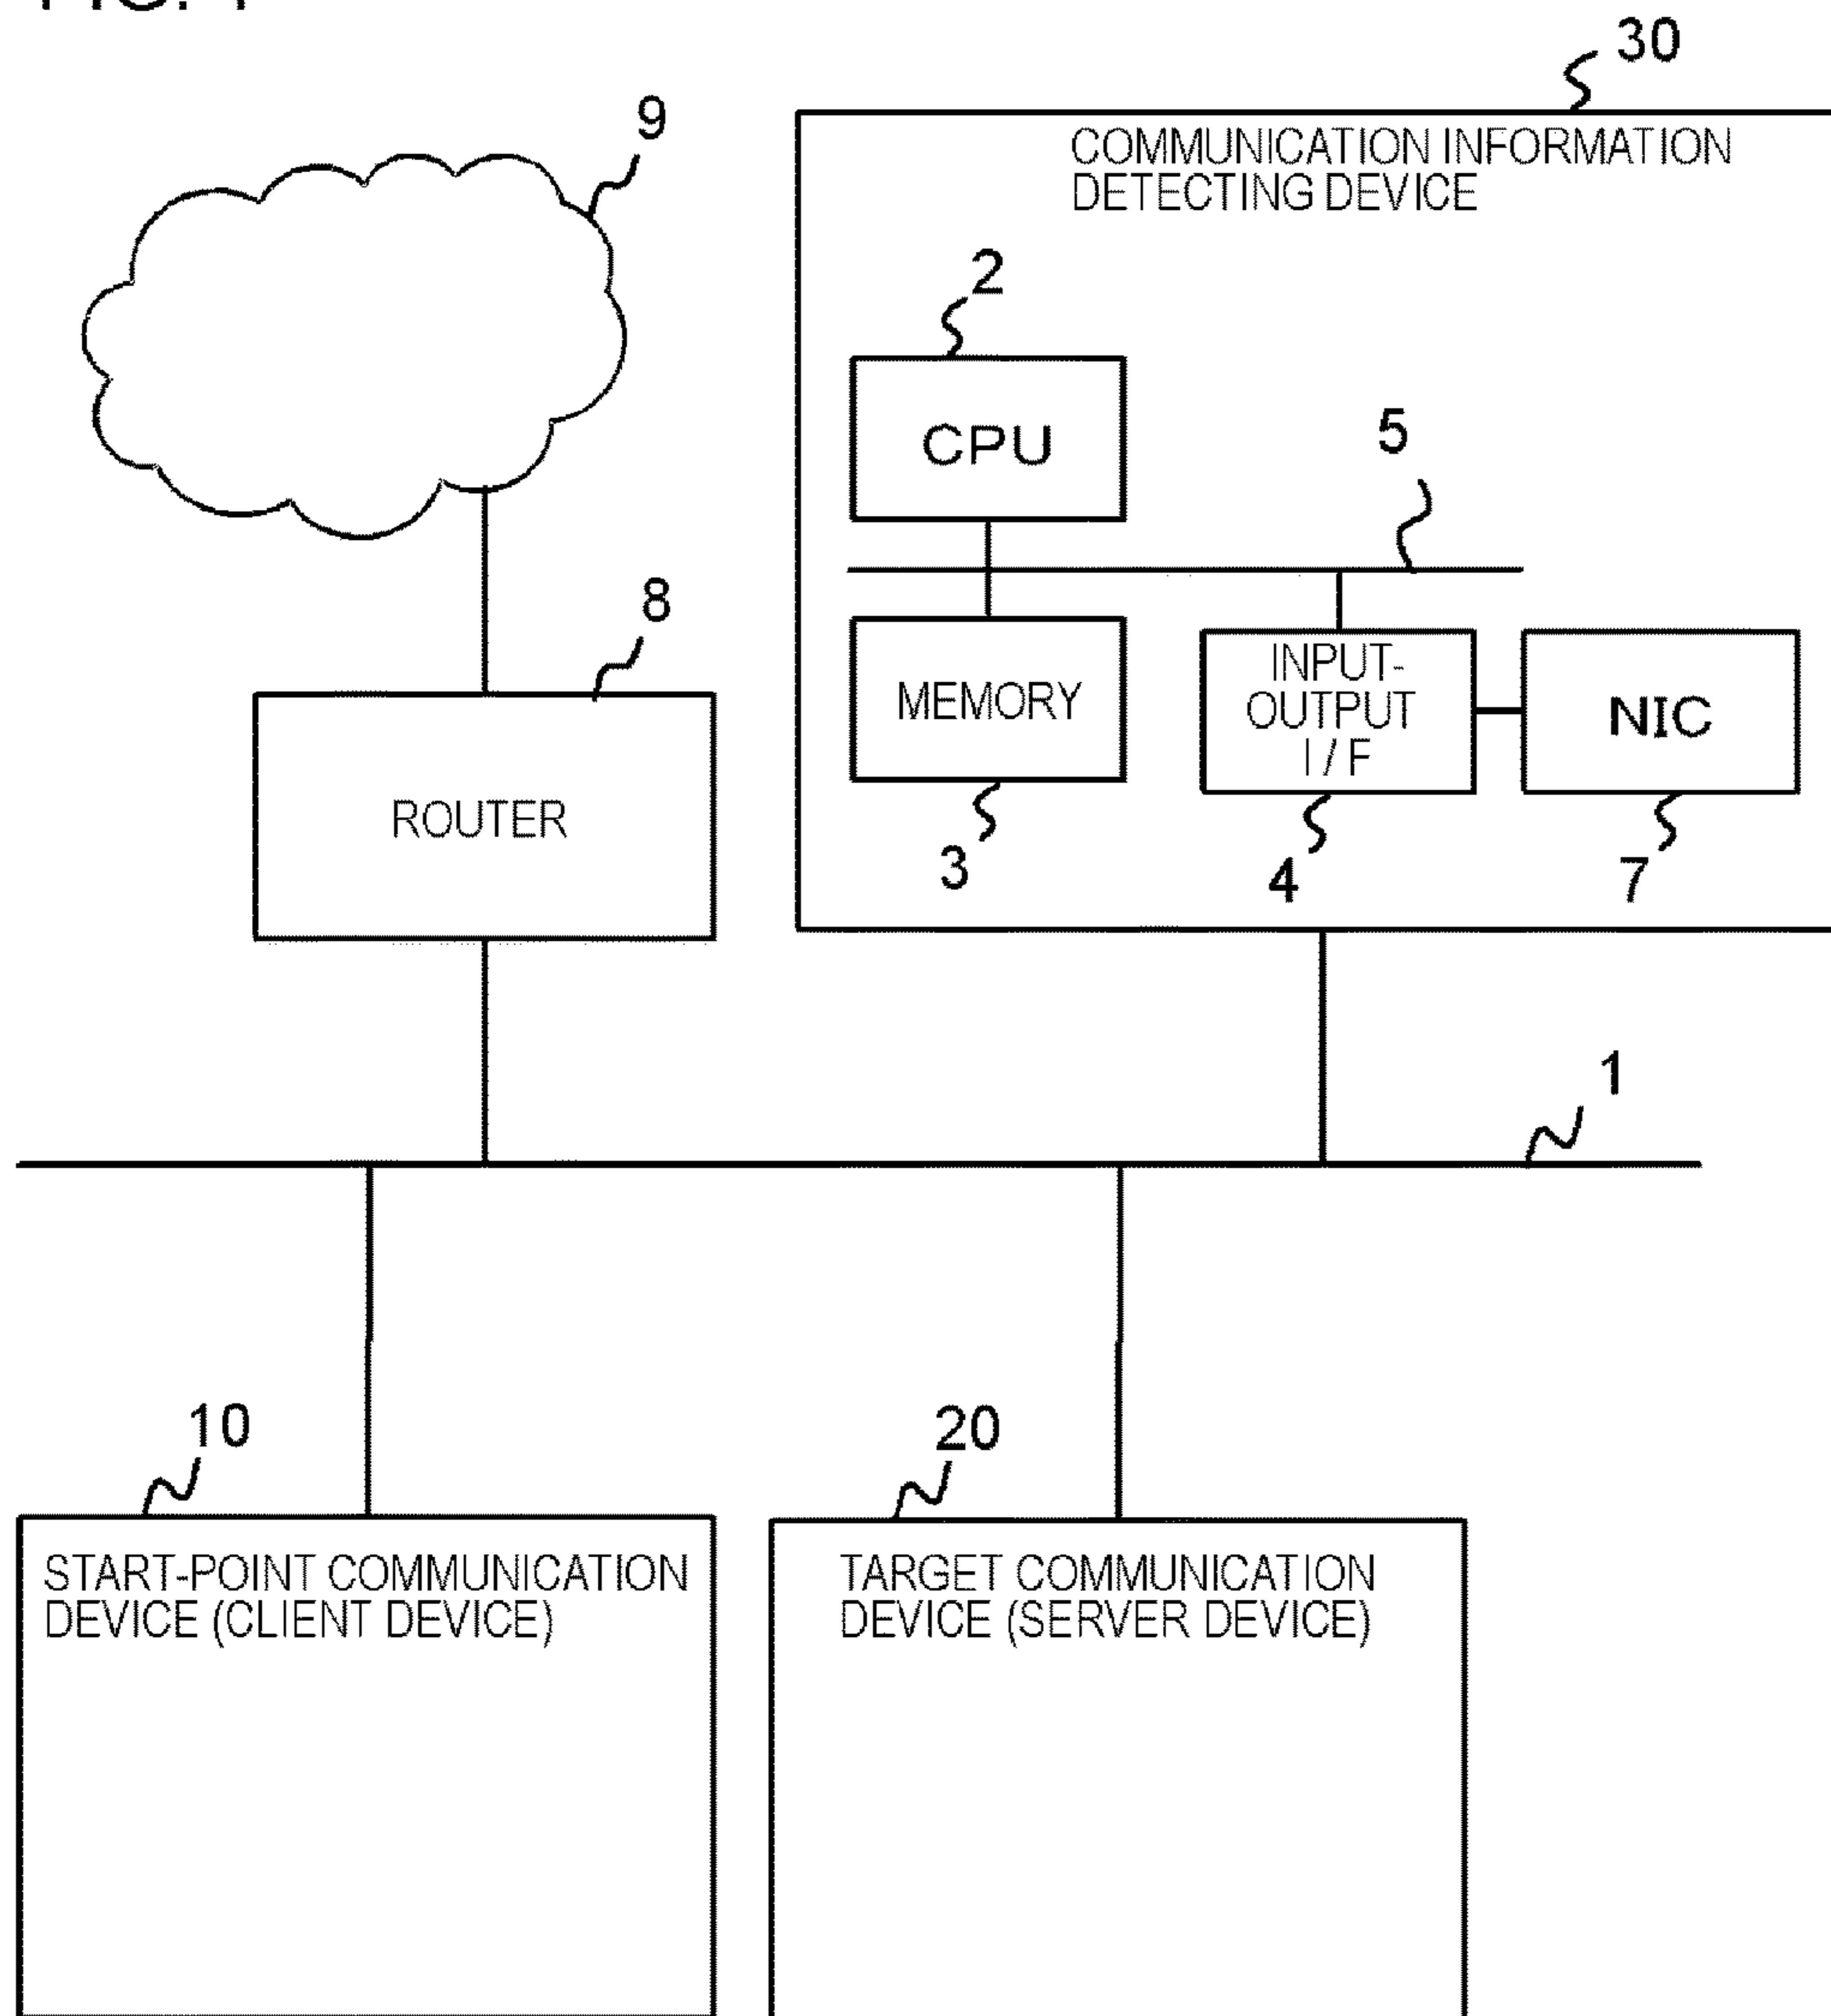 30
9
COMMUNICATION INFORMATION
DETECTING DEVICE
2
CPU
5
8
MEMORY
INPUT-
OUTPUT
I / F
NIC
ROUTER
3
4
7
1
10
20
START-POINT COMMUNICATION
DEVICE (CLIENT DEVICE)
TARGET COMMUNICATION
DEVICE (SERVER DEVICE)